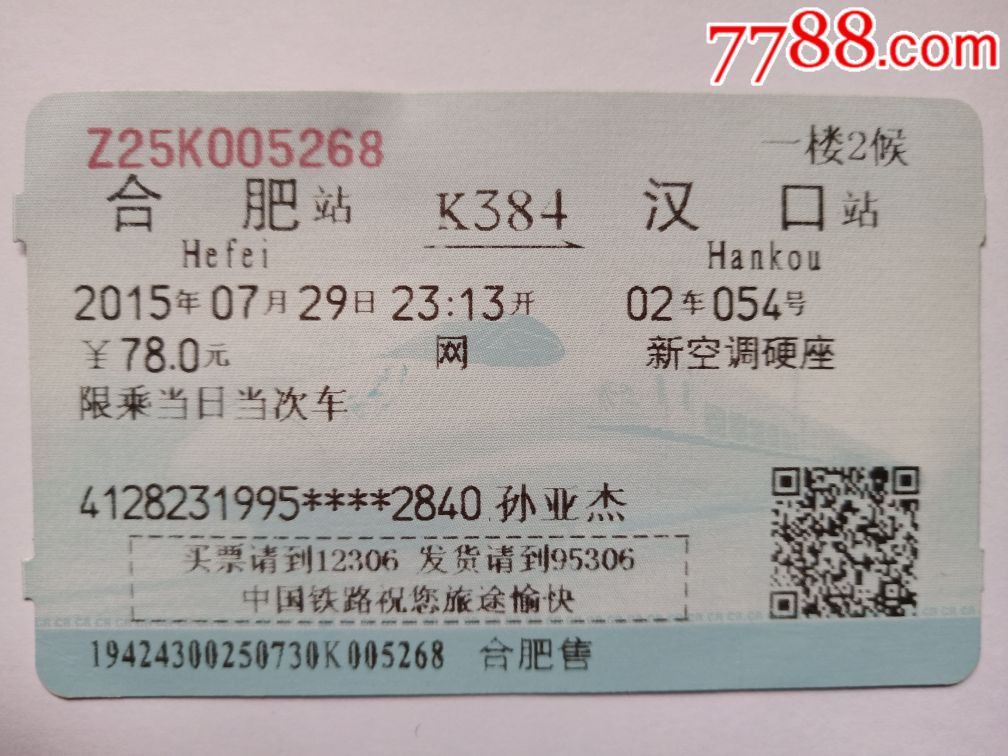 7788.com
Z25K005268 一楼2候
合肥站 K384 汉口站
Hefei Hankou
2015年07月29日 23:13开 02车054号
￥78.0元 网 新空调硬座
限乘当日当次车
4128231995****2840 孙亚杰
买票请到12306 发货请到95306
中国铁路祝您旅途愉快
19424300250730K005268 合肥售